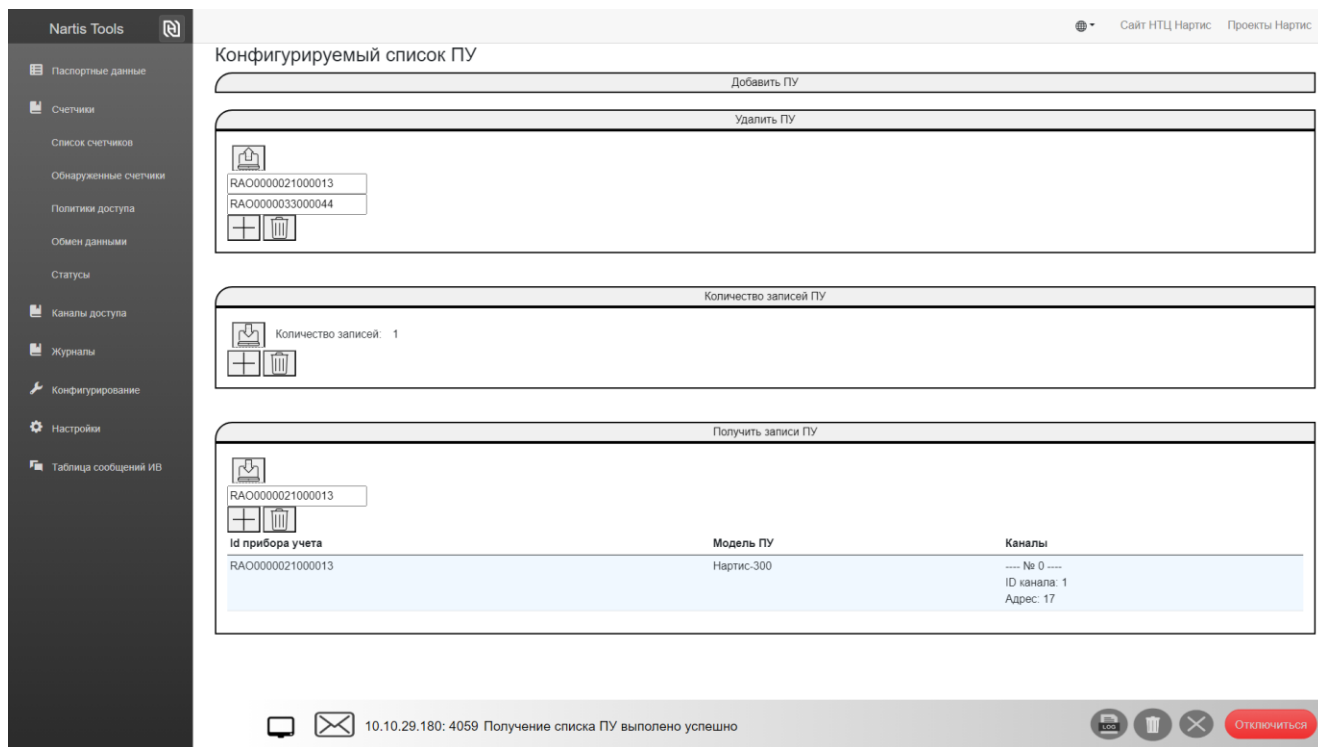 Nartis Tools
Сайт НТЦ Нартис Проекты Нартис
Паспортные данные
Счетчики
Список счетчиков
Обнаруженные счетчики
Политики доступа
Обмен данными
Статусы
Каналы доступа
Журналы
Конфигурирование
Настройки
Таблица сообщений ИВ
Конфигурируемый список ПУ
Добавить ПУ
Удалить ПУ
RAO0000021000013
RAO0000033000044
Количество записей ПУ
Количество записей: 1
Получить записи ПУ
RAO0000021000013
Id прибора учета Модель ПУ Каналы
RAO0000021000013 Нартис-300 ---- № 0 ----
ID канала: 1
Адрес: 17
10.10.29.180: 4059 Получение списка ПУ выполено успешно
LOG
Отключиться